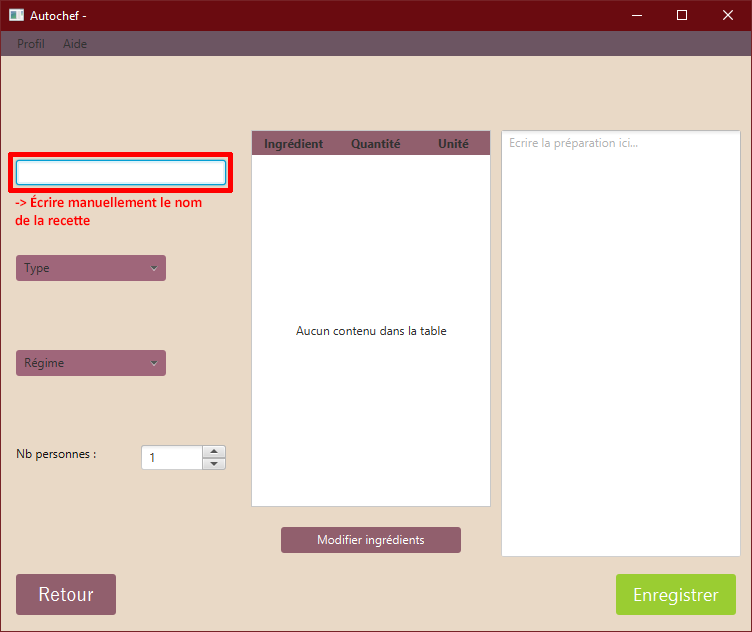 Autochef -
Profil Aide
-> Écrire manuellement le nom
de la recette
Type
Régime
Nb personnes :
1
Ingrédient Quantité Unité
Aucun contenu dans la table
Modifier ingrédients
Ecrire la préparation ici...
Retour
Enregistrer